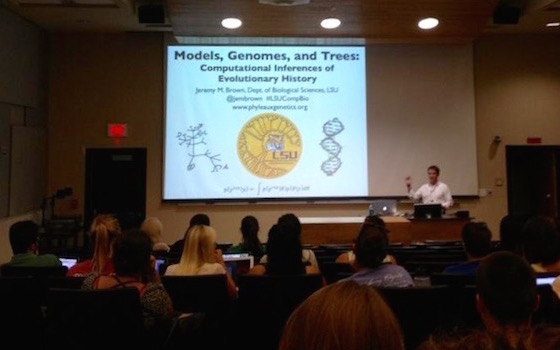 Models, Genomes, and Trees:
Computational Inferences of
Evolutionary History
Jeremy M. Brown, Dept. of Biological Sciences, LSU
@jembrown #LSUCompBio
www.phyleauxgenetics.org
LSU